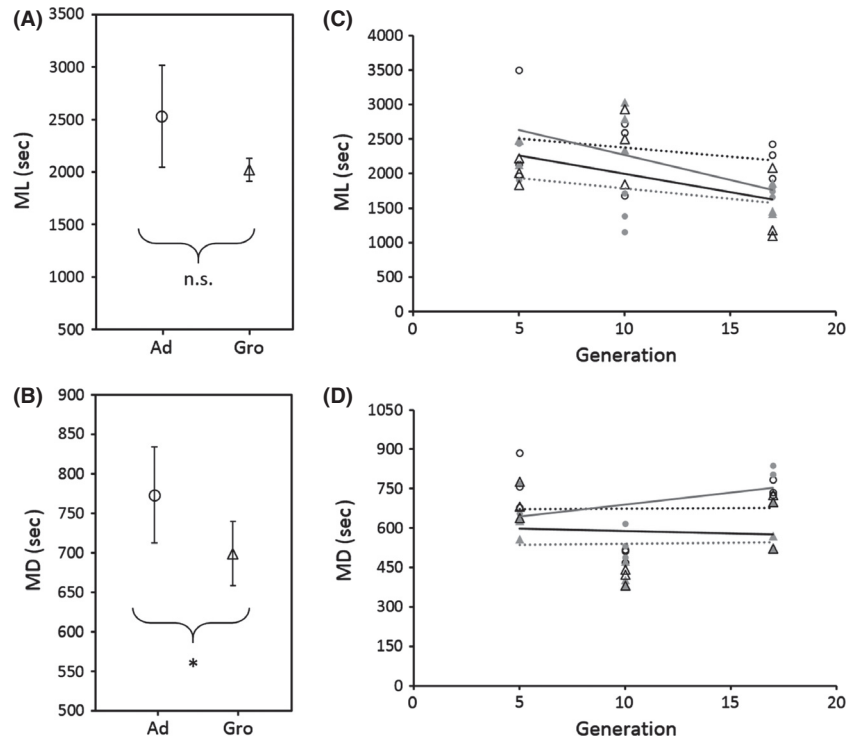 (A)
3500
3000
2500
2000
1500
1000
500
ML (sec)
n.s.
Ad Gro
(C)
4000
3500
3000
2500
2000
1500
1000
500
0
ML (sec)
0 5 10 15 20
Generation
(B)
900
850
800
750
700
650
600
550
500
MD (sec)
*
Ad Gro
(D)
1050
900
750
600
450
300
150
0
MD (sec)
0 5 10 15 20
Generation